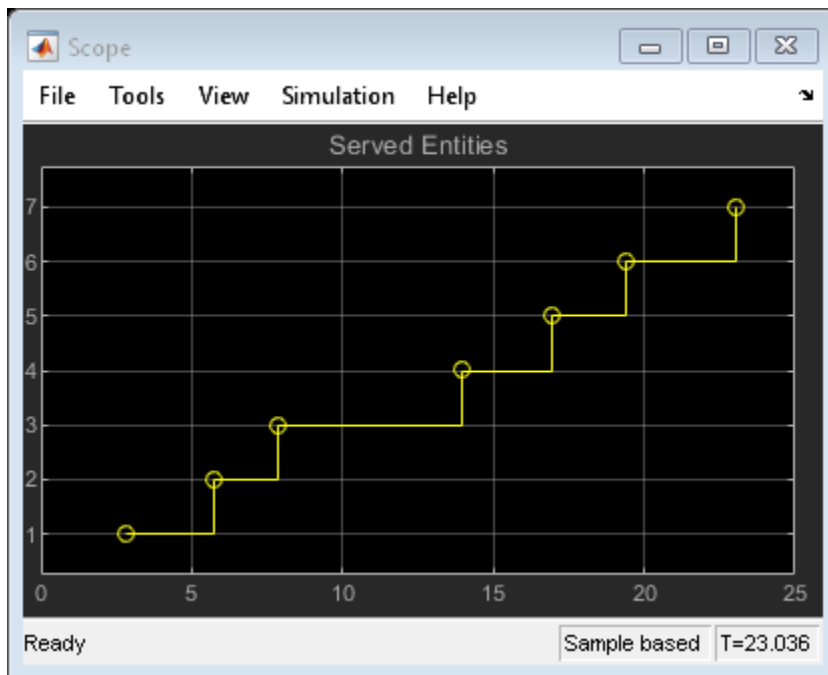 Scope
File Tools View Simulation Help
Served Entities
7
6
5
4
3
2
1
0 5 10 15 20 25
Ready Sample based T=23.036